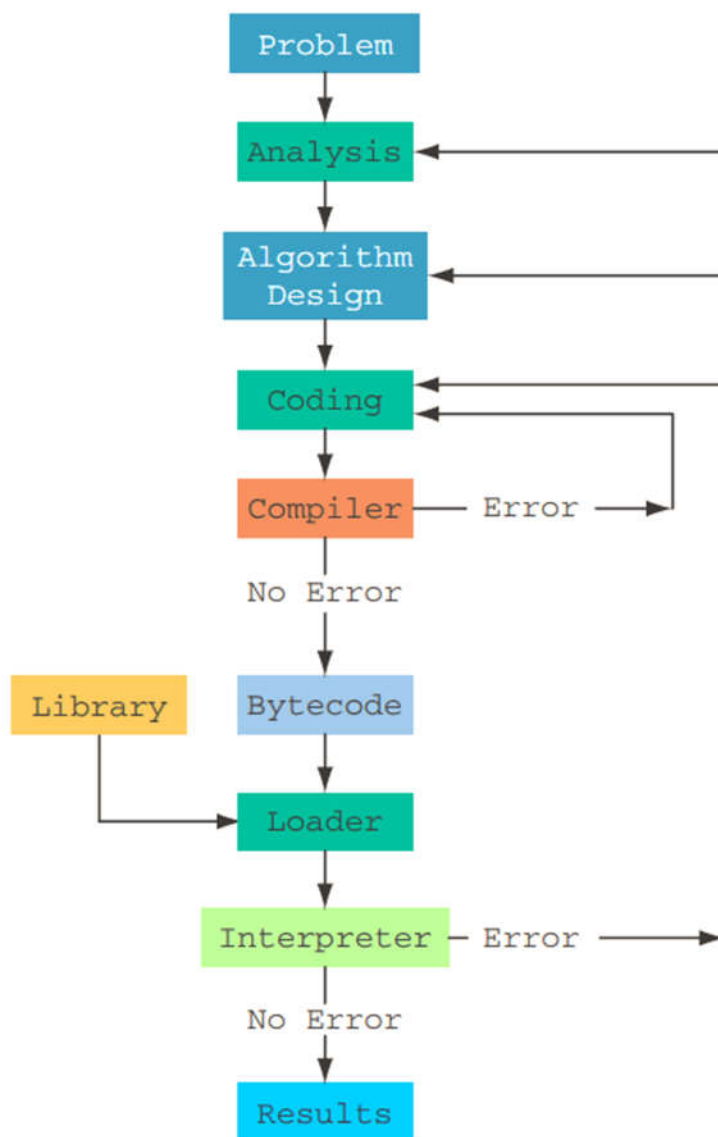 Problem
Analysis
Algorithm
Design
Coding
Compiler
Error
No Error
Library
Bytecode
Loader
Interpreter
Error
No Error
Results